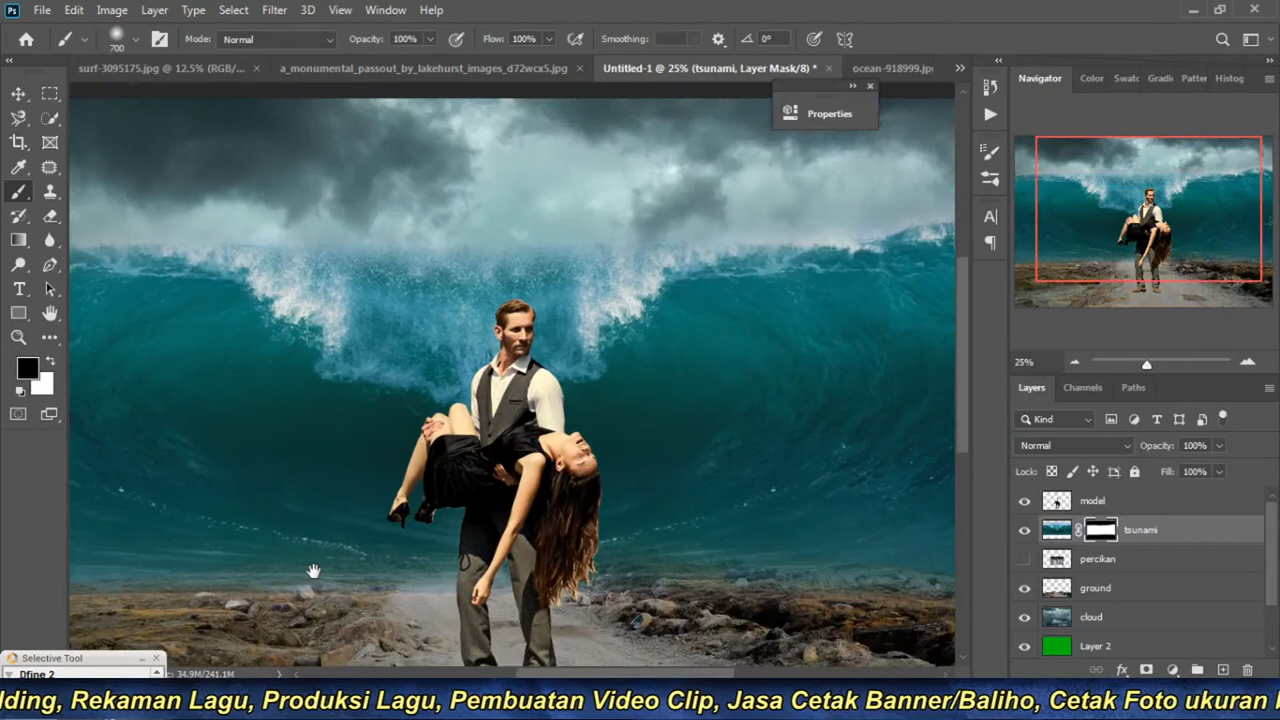 Ps File Edit Image Layer Type Select Filter 3D View Window Help
700 Mode: Normal Opacity: 100% Flow: 100% Smoothing: 0°
surf-3095175.jpg @ 12.5% (RGB/... × a_monumental_passout_by_lakehurst_images_d72wcx5.jpg × Untitled-1 @ 25% (tsunami, Layer Mask/8) * × ocean-918999.jpg
Properties
Navigator Color Swatc Gradi Patter Histog
25%
Layers Channels Paths
Kind
Normal Opacity: 100%
Lock: Fill: 100%
model
tsunami
percikan
ground
cloud
Layer 2
Selective Tool
Dfine 2
34.9M/241.1M
lding, Rekaman Lagu, Produksi Lagu, Pembuatan Video Clip, Jasa Cetak Banner/Baliho, Cetak Foto ukuran